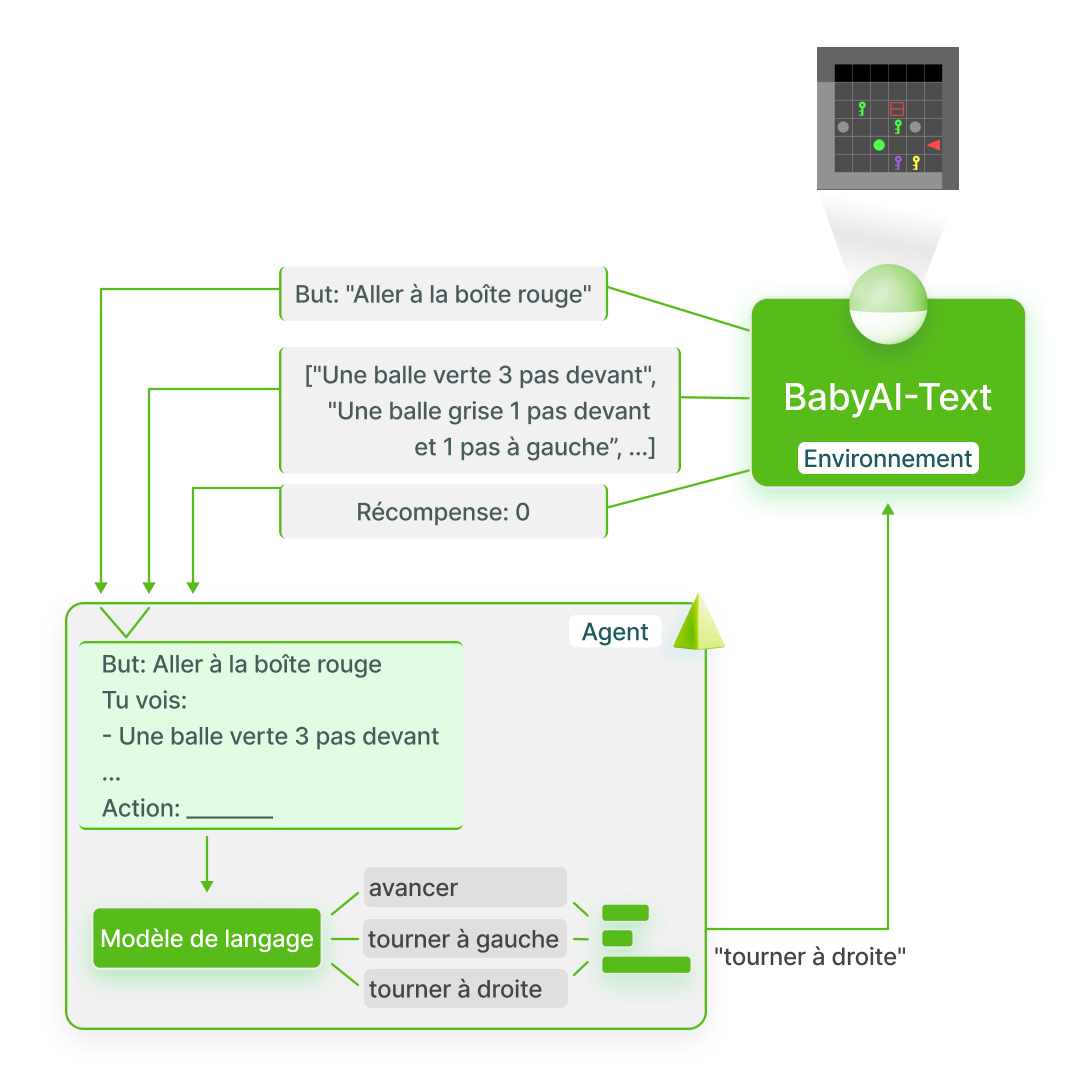 But: "Aller à la boîte rouge"
["Une balle verte 3 pas devant",
"Une balle grise 1 pas devant
et 1 pas à gauche”, ...]
Récompense: 0
BabyAI-Text
Environnement
Agent
But: Aller à la boîte rouge
Tu vois:
- Une balle verte 3 pas devant
...
Action: _______
Modèle de langage
avancer
tourner à gauche
tourner à droite
"tourner à droite"